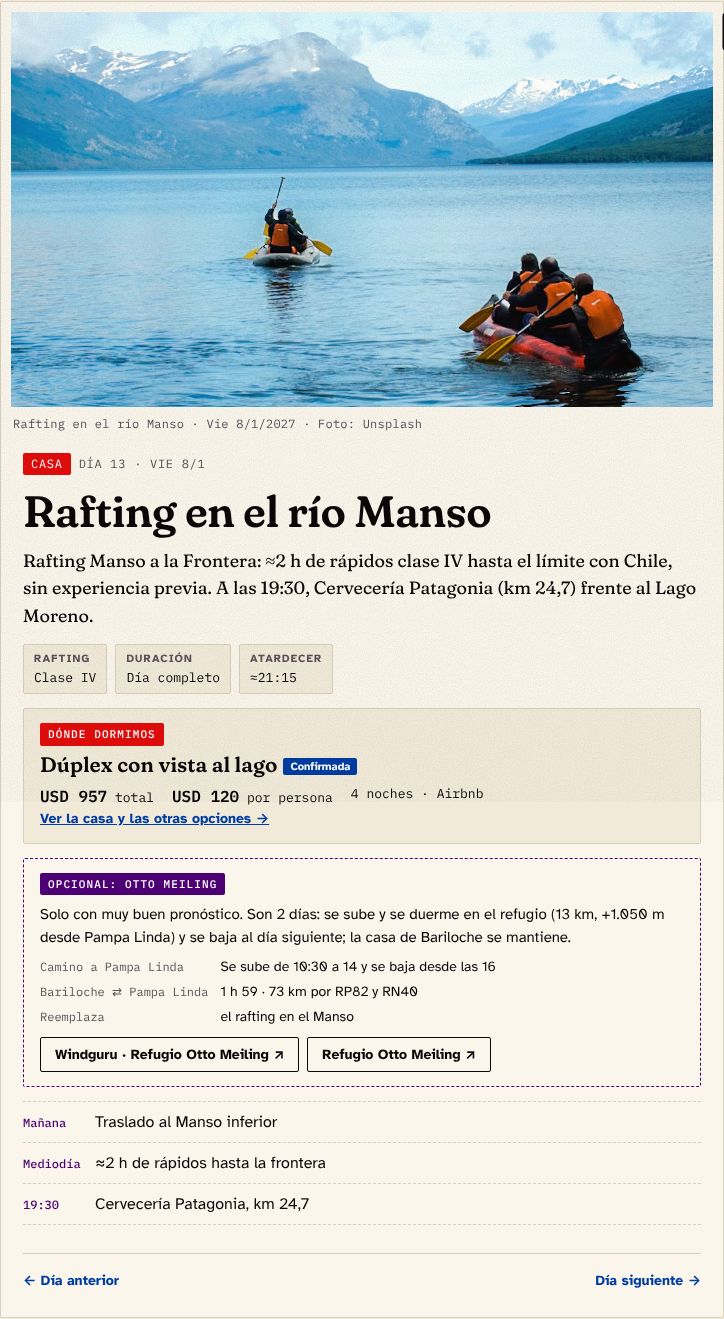 Rafting en el río Manso · Vie 8/1/2027 · Foto: Unsplash
CASA DÍA 13 · VIE 8/1
Rafting en el río Manso
Rafting Manso a la Frontera: ≈2 h de rápidos clase IV hasta el límite con Chile,
sin experiencia previa. A las 19:30, Cervecería Patagonia (km 24,7) frente al Lago
Moreno.
RAFTING
Clase IV
DURACIÓN
Día completo
ATARDECER
≈21:15
DÓNDE DORMIMOS
Dúplex con vista al lago Confirmada
USD 957 total USD 120 por persona 4 noches · Airbnb
Ver la casa y las otras opciones →
OPCIONAL: OTTO MEILING
Solo con muy buen pronóstico. Son 2 días: se sube y se duerme en el refugio (13 km, +1.050 m
desde Pampa Linda) y se baja al día siguiente; la casa de Bariloche se mantiene.
Camino a Pampa Linda Se sube de 10:30 a 14 y se baja desde las 16
Bariloche ⇄ Pampa Linda 1 h 59 · 73 km por RP82 y RN40
Reemplaza el rafting en el Manso
Windguru · Refugio Otto Meiling ↗ Refugio Otto Meiling ↗
Mañana Traslado al Manso inferior
Mediodía ≈2 h de rápidos hasta la frontera
19:30 Cervecería Patagonia, km 24,7
← Día anterior Día siguiente →